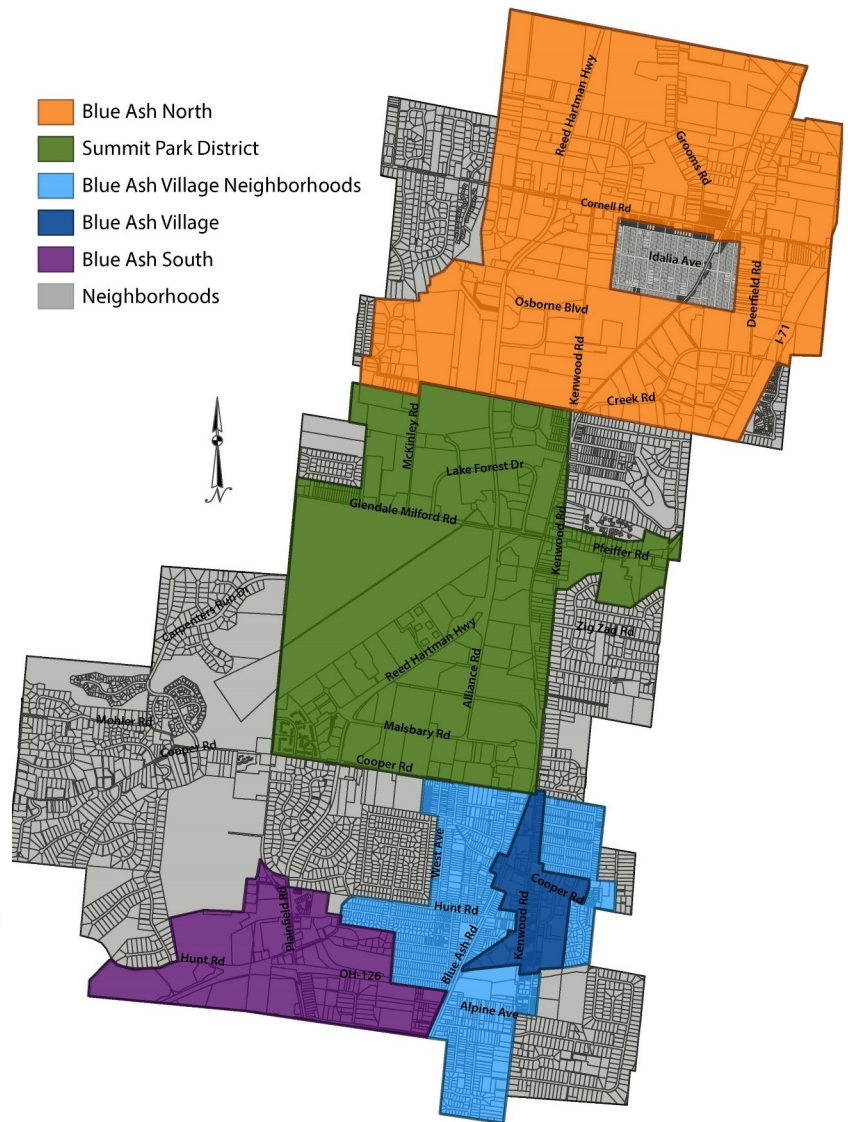 Blue Ash North
Summit Park District
Blue Ash Village Neighborhoods
Blue Ash Village
Blue Ash South
Neighborhoods
N
Reed Hartman Hwy
Grooms Rd
Cornell Rd
Idalia Ave
Deerfield Rd
Osborne Blvd
I-71
Kenwood Rd
Creek Rd
McKinley Rd
Lake Forest Dr
Glendale Milford Rd
Kenwood Rd
Pfeiffer Rd
Carpenters Run Dr
Zig Zag Rd
Reed Hartman Hwy
Alliance Rd
Mohler Rd
Malsbary Rd
Cooper Rd
Cooper Rd
West Ave
Cooper Rd
Plainfield Rd
Hunt Rd
Kenwood Rd
Blue Ash Rd
Hunt Rd
OH-126
Alpine Ave